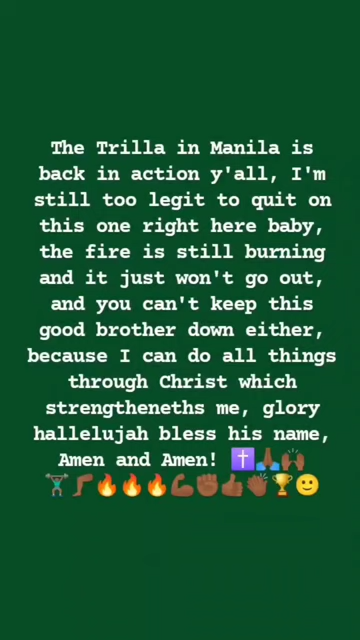 The Trilla in Manila is
back in action y'all, I'm
still too legit to quit on
this one right here baby,
the fire is still burning
and it just won't go out,
and you can't keep this
good brother down either,
because I can do all things
through Christ which
strengtheneths me, glory
hallelujah bless his name,
Amen and Amen! ✝️🙏🏾🙌🏾
🏋🏾‍♂️🦵🏾🔥🔥🔥💪🏾✊🏾👍🏾👏🏾🏆🙂